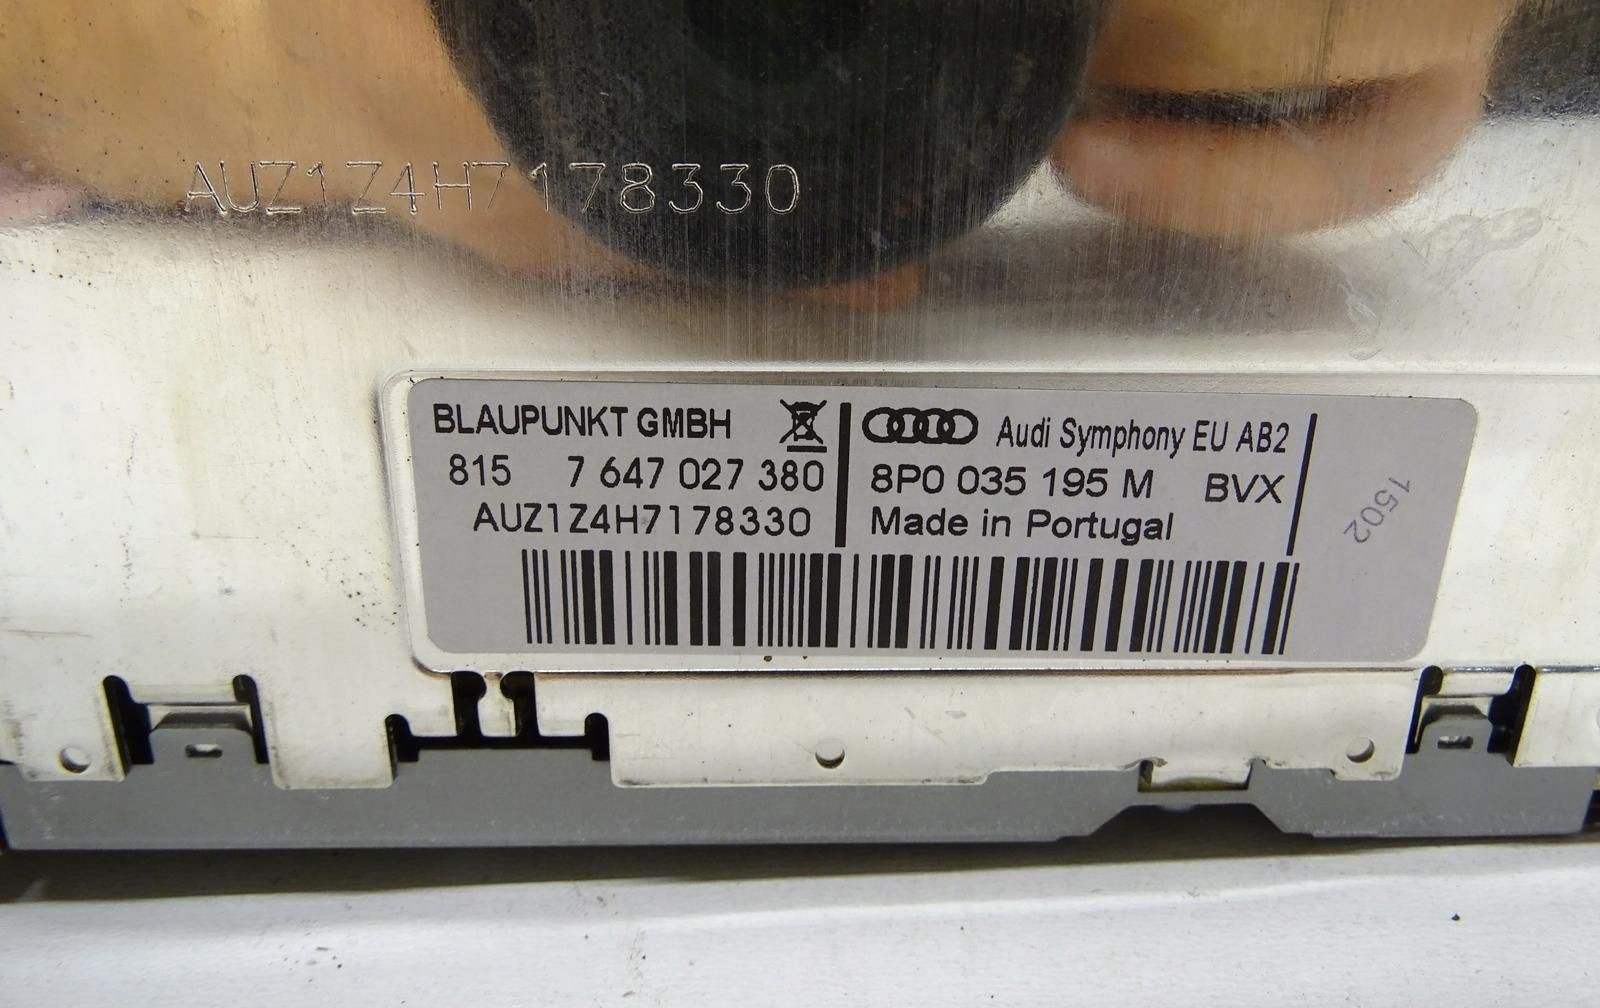 AUZ1Z4H7178330
BLAUPUNKT GMBH
815 7 647 027 380
AUZ1Z4H7178330
Audi Symphony EU AB2
8P0 035 195 M BVX
Made in Portugal
1502